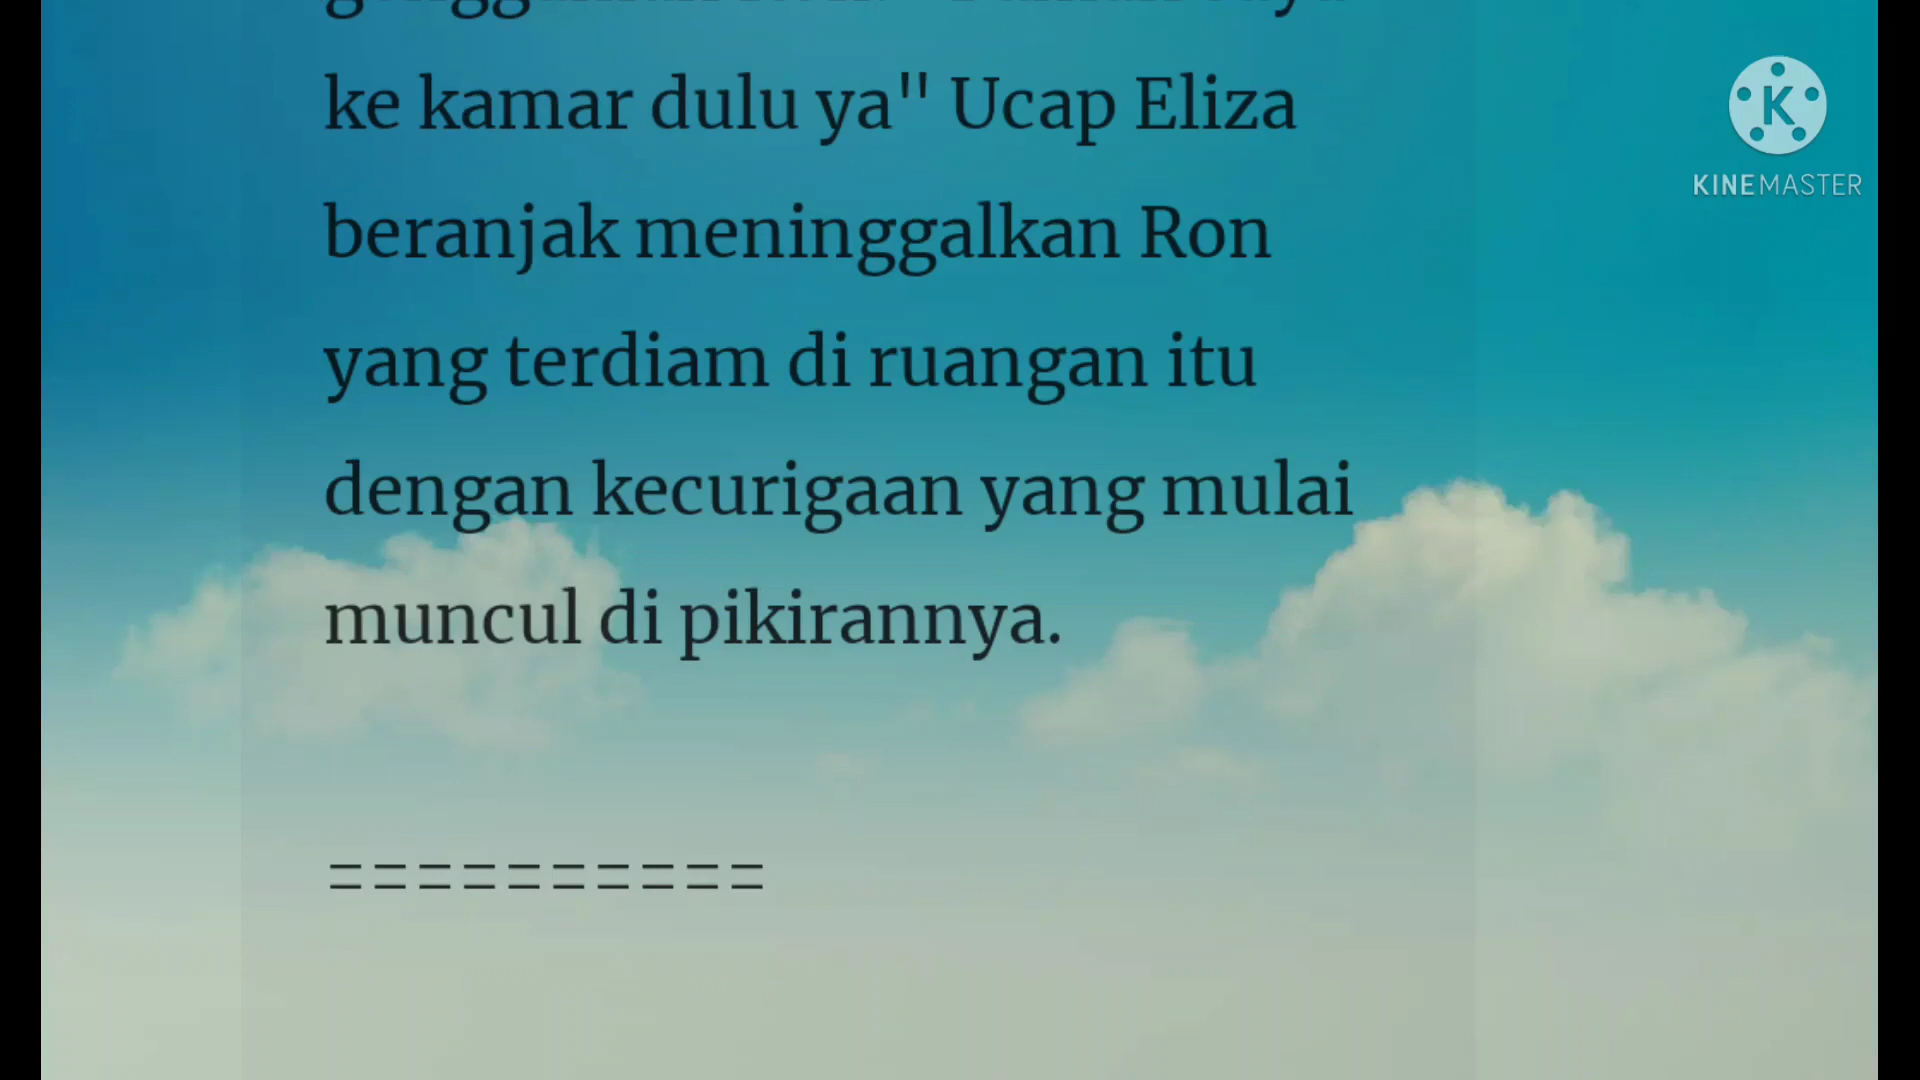 ke kamar dulu ya" Ucap Eliza
beranjak meninggalkan Ron
yang terdiam di ruangan itu
dengan kecurigaan yang mulai
muncul di pikirannya.
==========
K
KINEMASTER